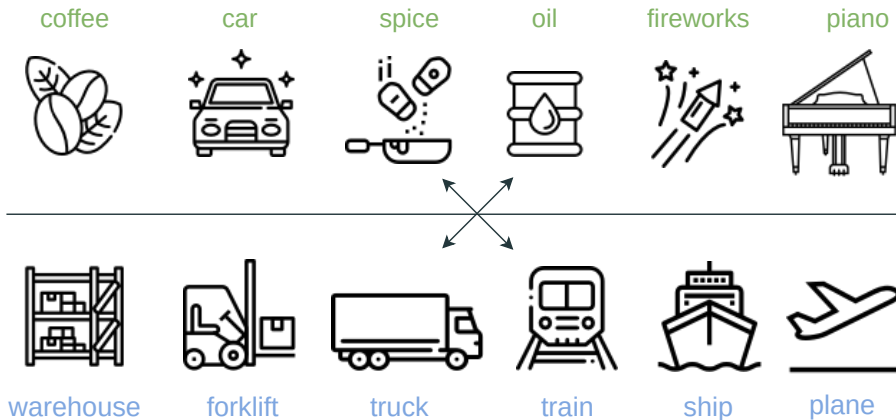 coffee car spice oil fireworks piano
warehouse forklift truck train ship plane